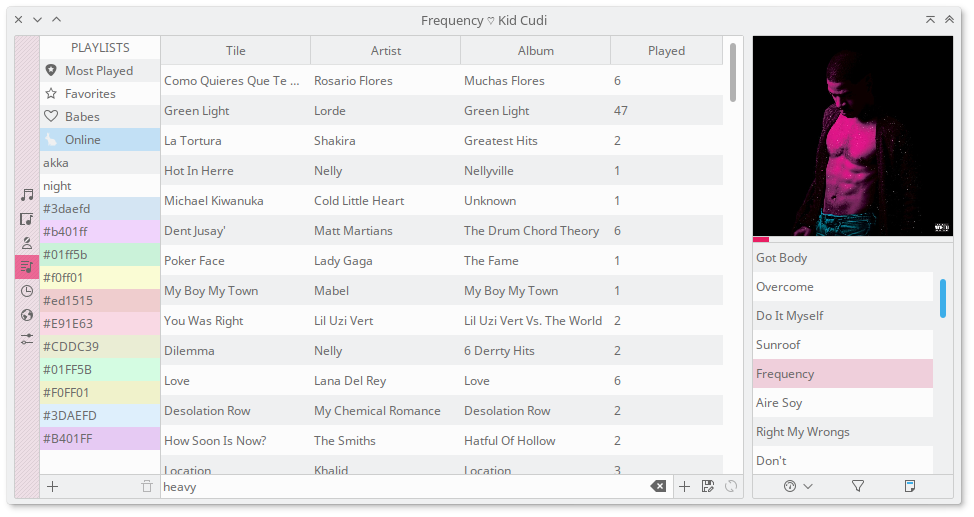 Frequency ♡ Kid Cudi
PLAYLISTS
Most Played
Favorites
Babes
Online
akka
night
#3daefd
#b401ff
#01ff5b
#f0ff01
#ed1515
#E91E63
#CDDC39
#01FF5B
#F0FF01
#3DAEFD
#B401FF
Tile Artist Album Played
Como Quieres Que Te ... Rosario Flores Muchas Flores 6
Green Light Lorde Green Light 47
La Tortura Shakira Greatest Hits 2
Hot In Herre Nelly Nellyville 1
Michael Kiwanuka Cold Little Heart Unknown 1
Dent Jusay' Matt Martians The Drum Chord Theory 6
Poker Face Lady Gaga The Fame 1
My Boy My Town Mabel My Boy My Town 1
You Was Right Lil Uzi Vert Lil Uzi Vert Vs. The World 2
Dilemma Nelly 6 Derrty Hits 2
Love Lana Del Rey Love 6
Desolation Row My Chemical Romance Desolation Row 2
How Soon Is Now? The Smiths Hatful Of Hollow 2
Location Khalid Location 3
heavy
Got Body
Overcome
Do It Myself
Sunroof
Frequency
Aire Soy
Right My Wrongs
Don't